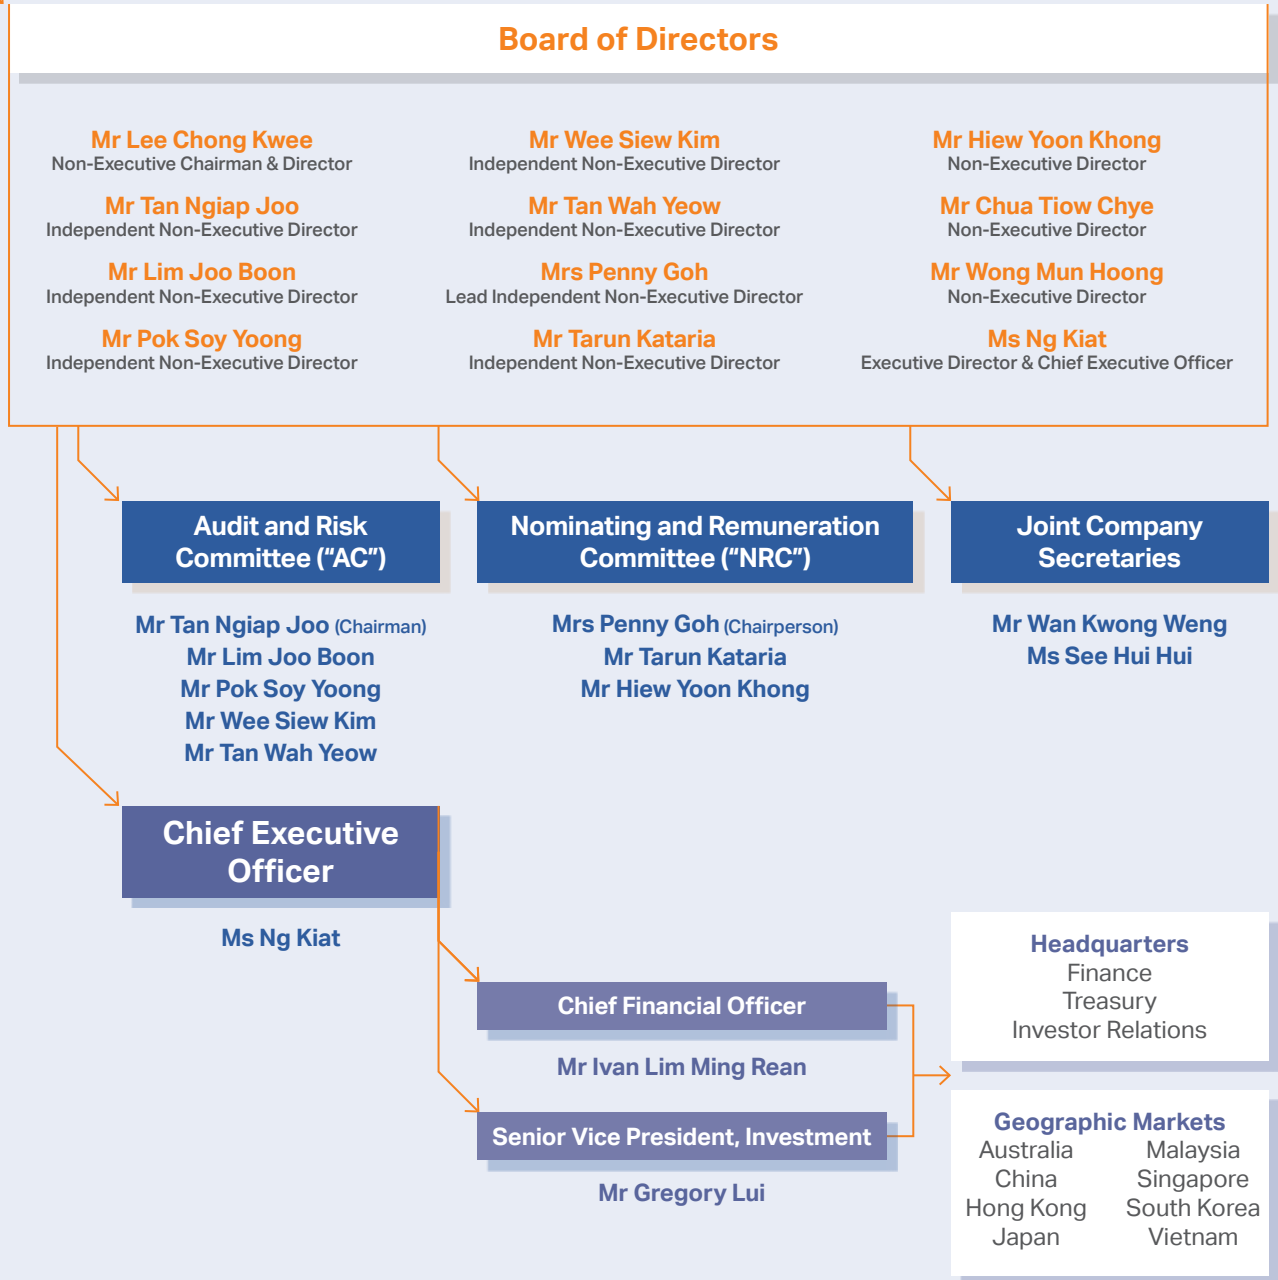 Board of Directors
Mr Lee Chong Kwee
Non-Executive Chairman & Director
Mr Tan Ngiap Joo
Independent Non-Executive Director
Mr Lim Joo Boon
Independent Non-Executive Director
Mr Pok Soy Yoong
Independent Non-Executive Director
Mr Wee Siew Kim
Independent Non-Executive Director
Mr Tan Wah Yeow
Independent Non-Executive Director
Mrs Penny Goh
Lead Independent Non-Executive Director
Mr Tarun Kataria
Independent Non-Executive Director
Mr Hiew Yoon Khong
Non-Executive Director
Mr Chua Tiow Chye
Non-Executive Director
Mr Wong Mun Hoong
Non-Executive Director
Ms Ng Kiat
Executive Director & Chief Executive Officer
Audit and Risk
Committee (“AC”)
Mr Tan Ngiap Joo (Chairman)
Mr Lim Joo Boon
Mr Pok Soy Yoong
Mr Wee Siew Kim
Mr Tan Wah Yeow
Nominating and Remuneration
Committee (“NRC”)
Mrs Penny Goh (Chairperson)
Mr Tarun Kataria
Mr Hiew Yoon Khong
Joint Company
Secretaries
Mr Wan Kwong Weng
Ms See Hui Hui
Chief Executive
Officer
Ms Ng Kiat
Chief Financial Officer
Mr Ivan Lim Ming Rean
Senior Vice President, Investment
Mr Gregory Lui
Headquarters
Finance
Treasury
Investor Relations
Geographic Markets
Australia
China
Hong Kong
Japan
Malaysia
Singapore
South Korea
Vietnam